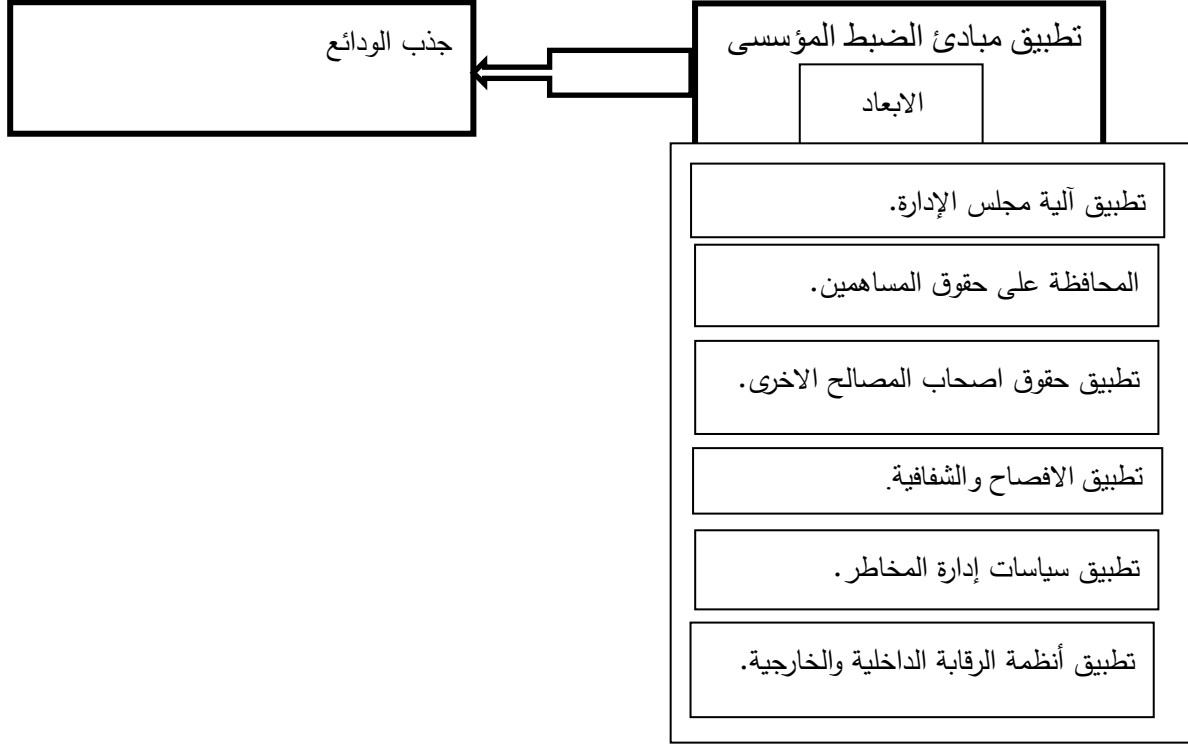 تطبيق مبادئ الضبط المؤسسى
جذب الودائع
الابعاد
تطبيق آلية مجلس الإدارة.
المحافظة على حقوق المساهمين.
تطبيق حقوق اصحاب المصالح الاخرى.
تطبيق الافصاح والشفافية.
تطبيق سياسات إدارة المخاطر.
تطبيق أنظمة الرقابة الداخلية والخارجية.